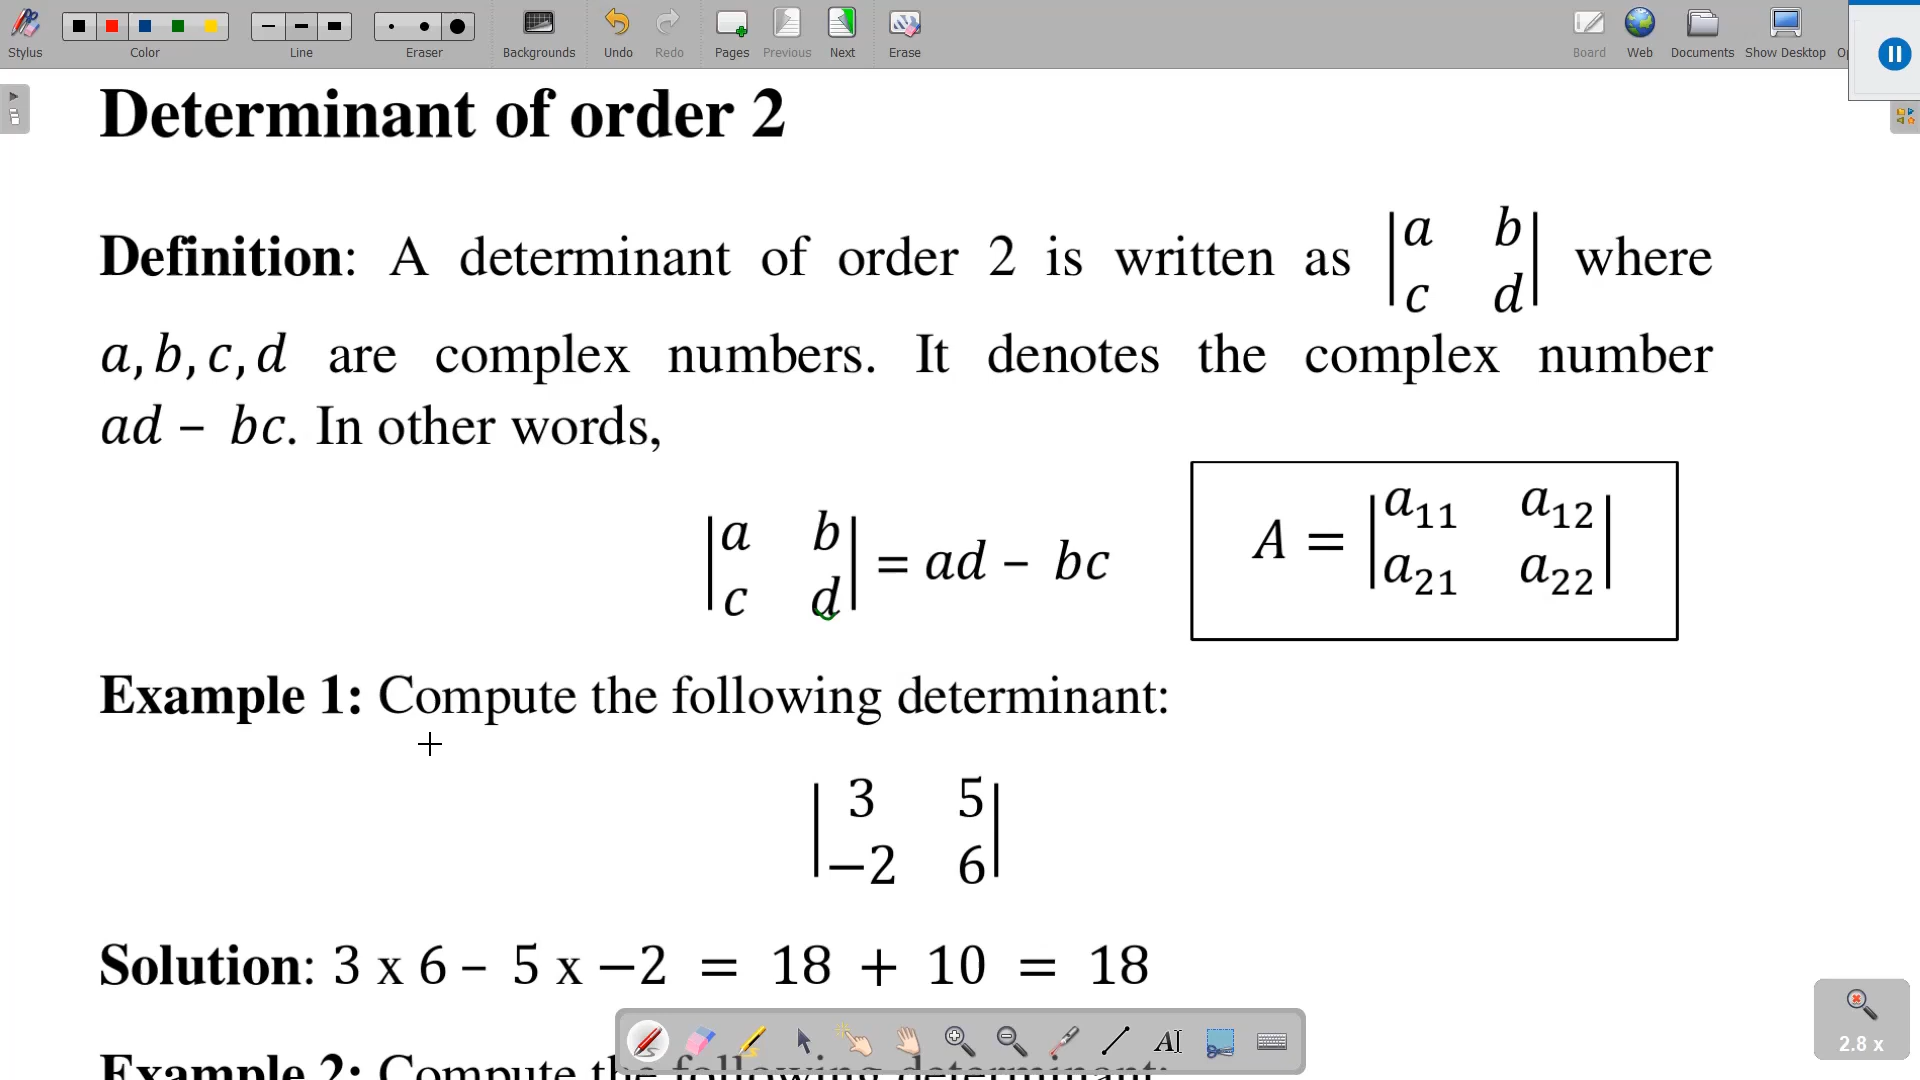 Stylus Color Line Eraser Backgrounds Undo Redo Pages Previous Next Erase Board Web Documents Show Desktop Op
Determinant of order 2
Definition: A determinant of order 2 is written as |a b| where
|c d|
a, b, c, d are complex numbers. It denotes the complex number
ad – bc. In other words,
|a b|
|c d| = ad – bc
A = |a₁₁ a₁₂|
|a₂₁ a₂₂|
Example 1: Compute the following determinant:
|3 5|
|−2 6|
Solution: 3 x 6 – 5 x −2 = 18 + 10 = 18
Example 2: Compute the following determinant:
2.8 x